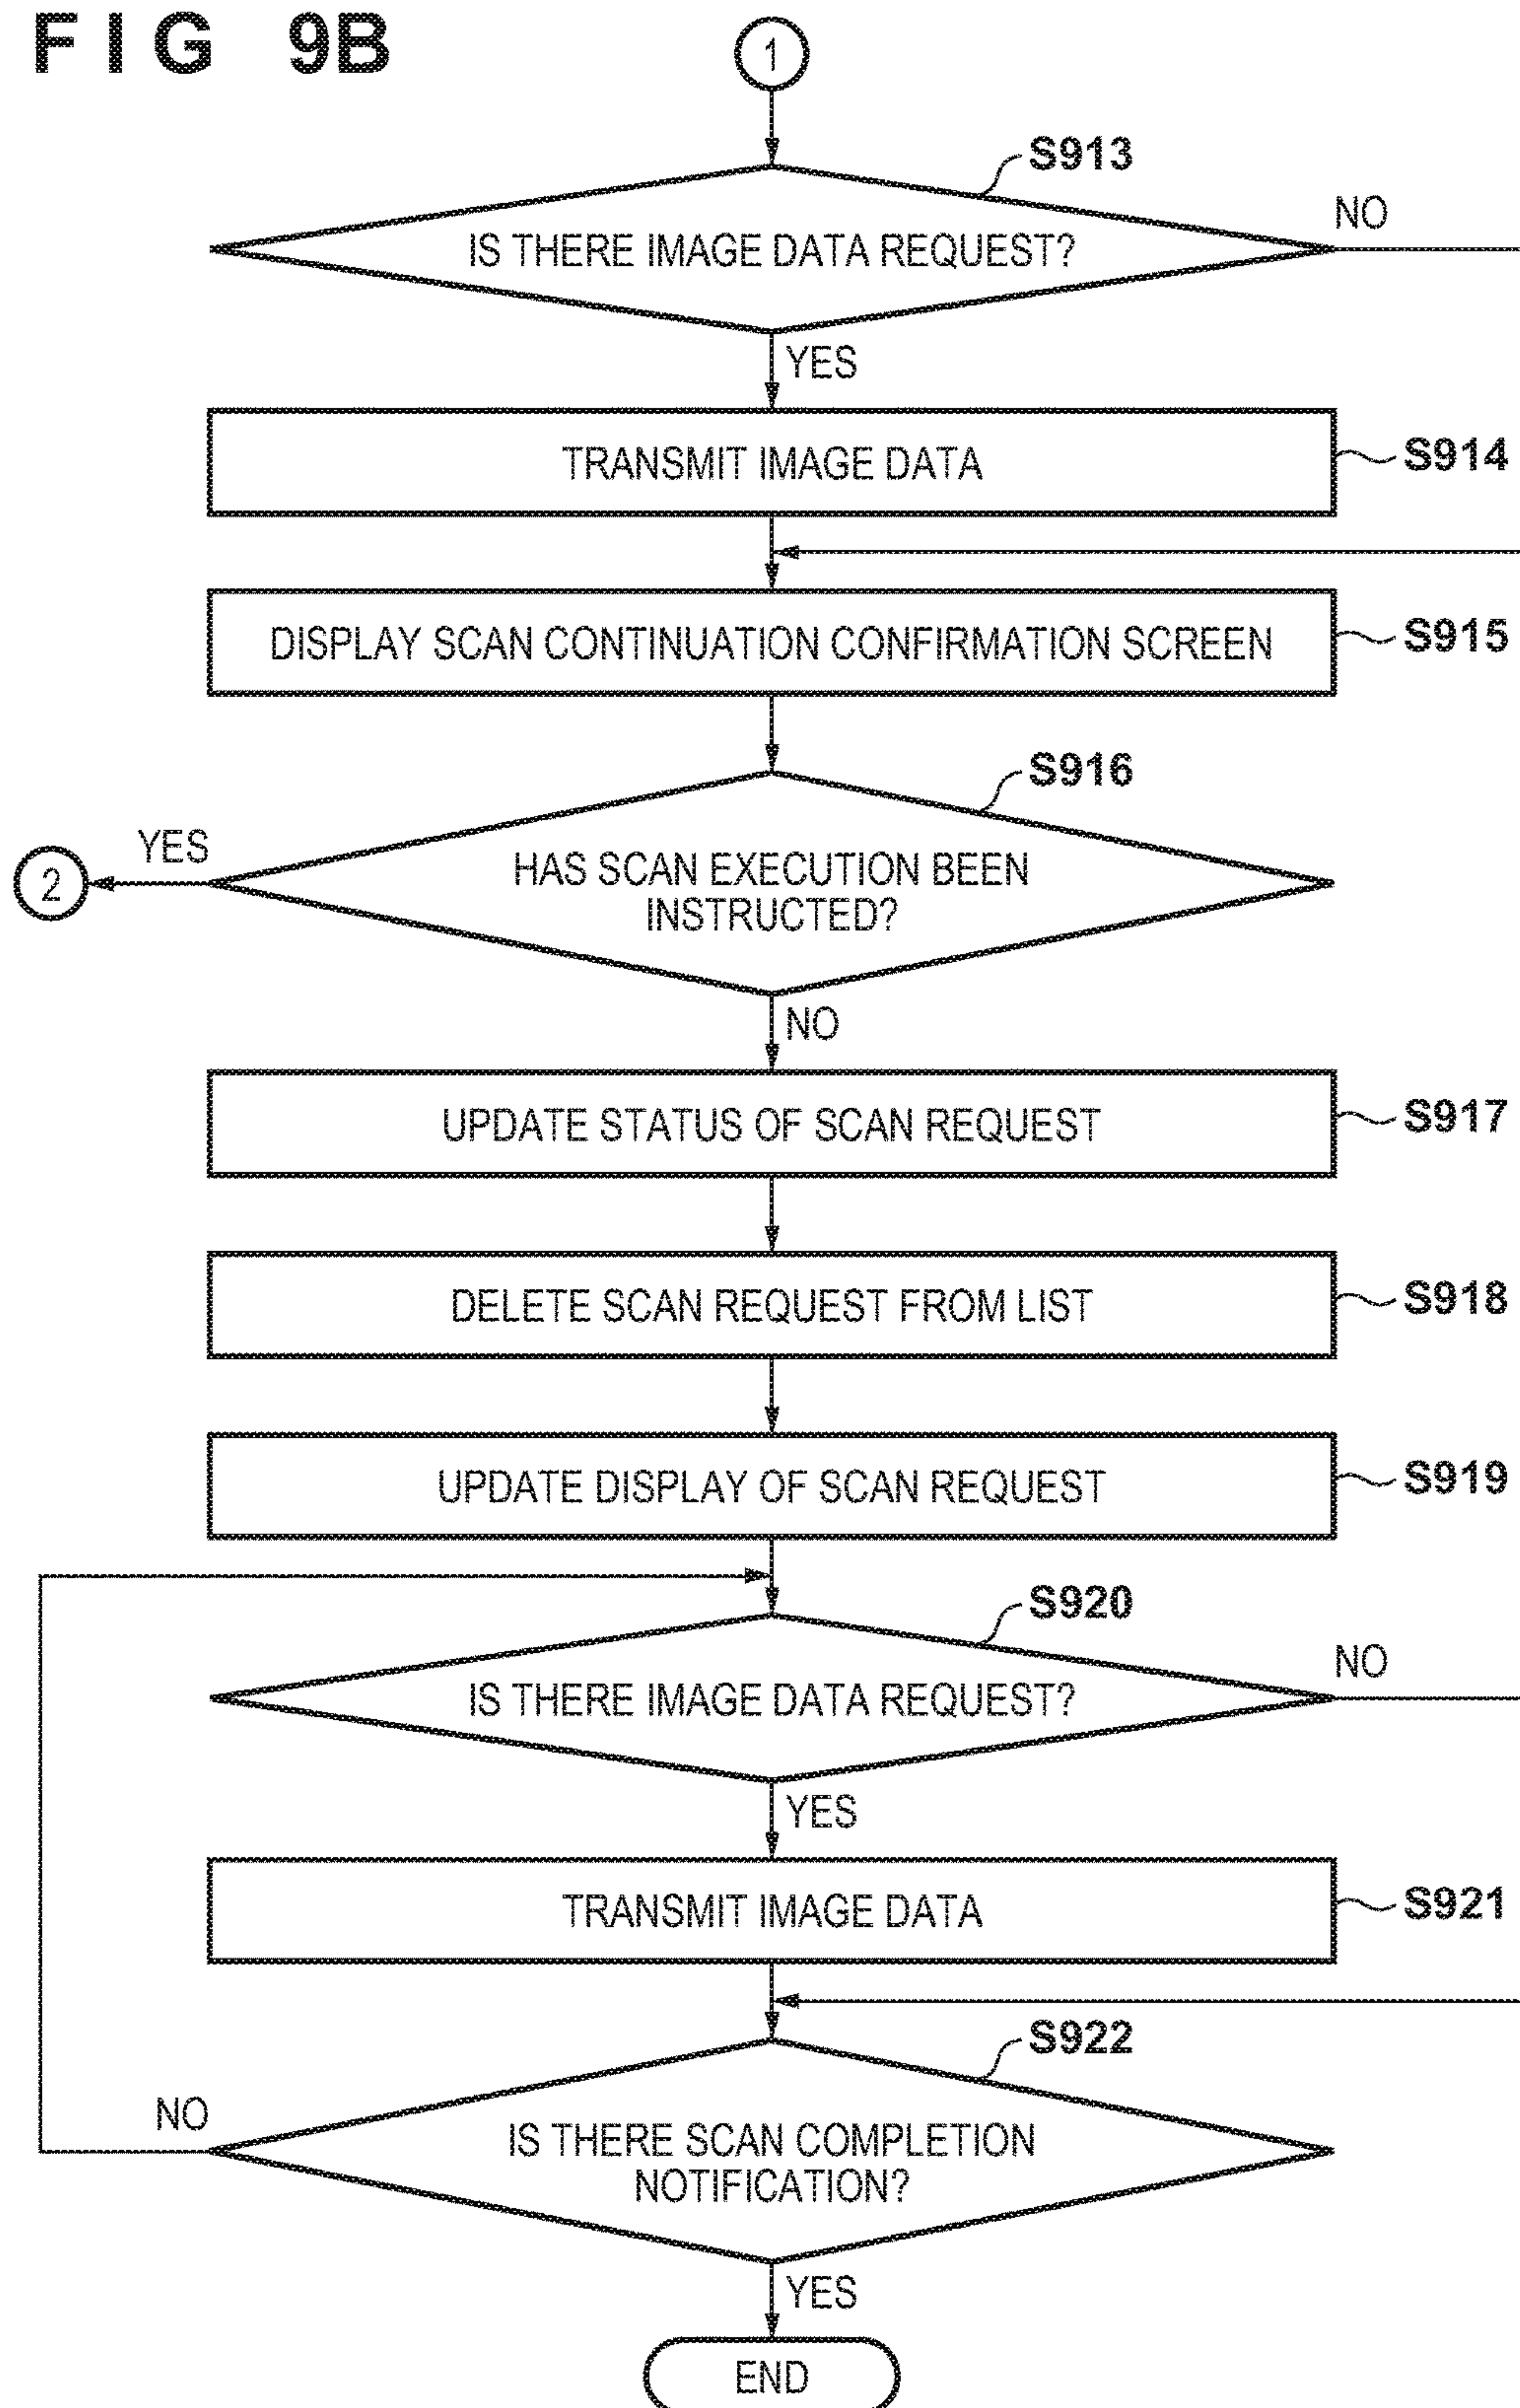 FIG 9B
1
S913
NO
IS THERE IMAGE DATA REQUEST?
YES
TRANSMIT IMAGE DATA
S914
DISPLAY SCAN CONTINUATION CONFIRMATION SCREEN
S915
S916
YES
2
HAS SCAN EXECUTION BEEN
INSTRUCTED?
NO
UPDATE STATUS OF SCAN REQUEST
S917
DELETE SCAN REQUEST FROM LIST
S918
UPDATE DISPLAY OF SCAN REQUEST
S919
S920
NO
IS THERE IMAGE DATA REQUEST?
YES
TRANSMIT IMAGE DATA
S921
S922
NO
IS THERE SCAN COMPLETION
NOTIFICATION?
YES
END